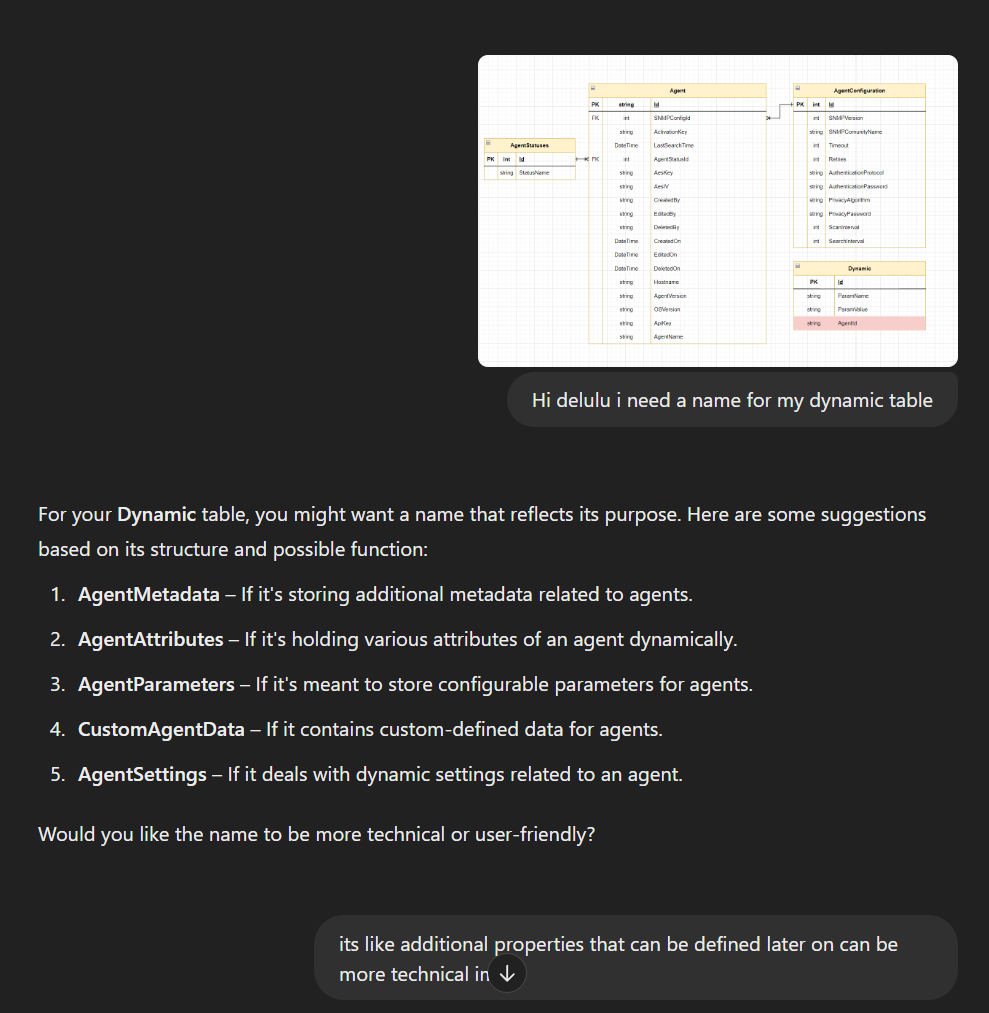 Agent
PK string Id
FK int SNMPConfigId
string ActivationKey
DateTime LastSearchTime
FK int AgentStatusId
string AesKey
string AesIV
string CreatedBy
string EditedBy
string DeletedBy
DateTime CreatedOn
DateTime EditedOn
DateTime DeletedOn
string Hostname
string AgentVersion
string OSVersion
string ApiKey
string AgentName
AgentStatuses
PK int Id
string StatusName
AgentConfiguration
PK int Id
int SNMPVersion
string SNMPComunityName
int Timeout
int Retries
string AuthenticationProtocol
string AuthenticationPassword
string PrivacyAlgorithm
string PrivacyPassword
int ScanInterval
int SearchInterval
Dynamic
PK Id
string ParamName
string ParamValue
string AgentId
Hi delulu i need a name for my dynamic table
For your Dynamic table, you might want a name that reflects its purpose. Here are some suggestions
based on its structure and possible function:
1. AgentMetadata – If it's storing additional metadata related to agents.
2. AgentAttributes – If it's holding various attributes of an agent dynamically.
3. AgentParameters – If it's meant to store configurable parameters for agents.
4. CustomAgentData – If it contains custom-defined data for agents.
5. AgentSettings – If it deals with dynamic settings related to an agent.
Would you like the name to be more technical or user-friendly?
its like additional properties that can be defined later on can be
more technical